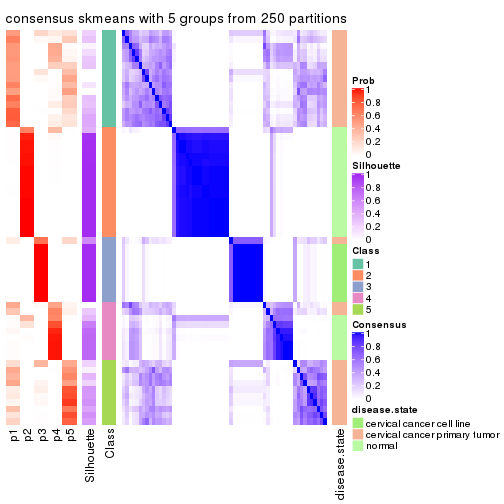 consensus skmeans with 5 groups from 250 partitions
Prob
1
0.8
0.6
0.4
0.2
0
Silhouette
1
0.8
0.6
0.4
0.2
0
Class
1
2
3
4
5
Consensus
1
0.8
0.6
0.4
0.2
0
disease.state
cervical cancer cell line
cervical cancer primary tumor
normal
p1
p2
p3
p4
p5
Silhouette
Class
disease.state